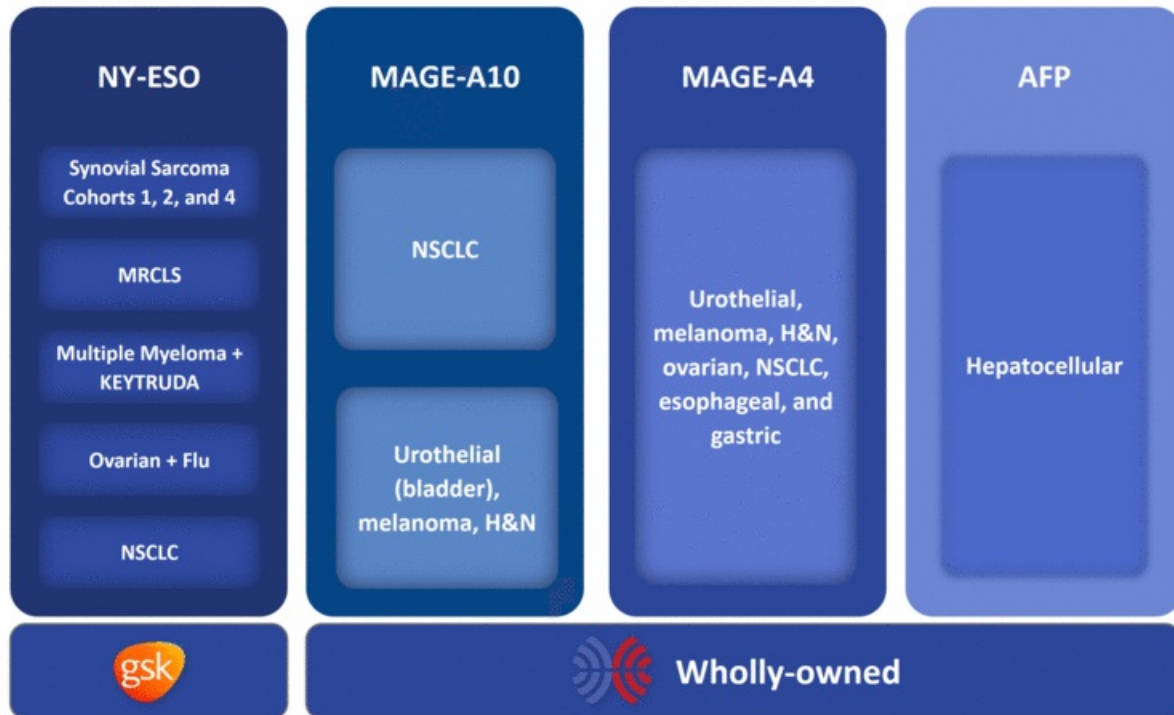 NY-ESO
Synovial Sarcoma
Cohorts 1, 2, and 4
MRCLS
Multiple Myeloma +
KEYTRUDA
Ovarian + Flu
NSCLC
gsk
MAGE-A10
NSCLC
Urothelial
(bladder),
melanoma, H&N
MAGE-A4
Urothelial,
melanoma, H&N,
ovarian, NSCLC,
esophageal, and
gastric
AFP
Hepatocellular
Wholly-owned